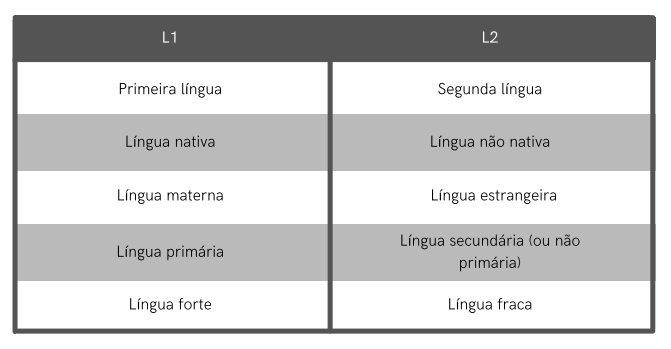 L1 L2
Primeira língua Segunda língua
Língua nativa Língua não nativa
Língua materna Língua estrangeira
Língua primária Língua secundária (ou não
primária)
Língua forte Língua fraca